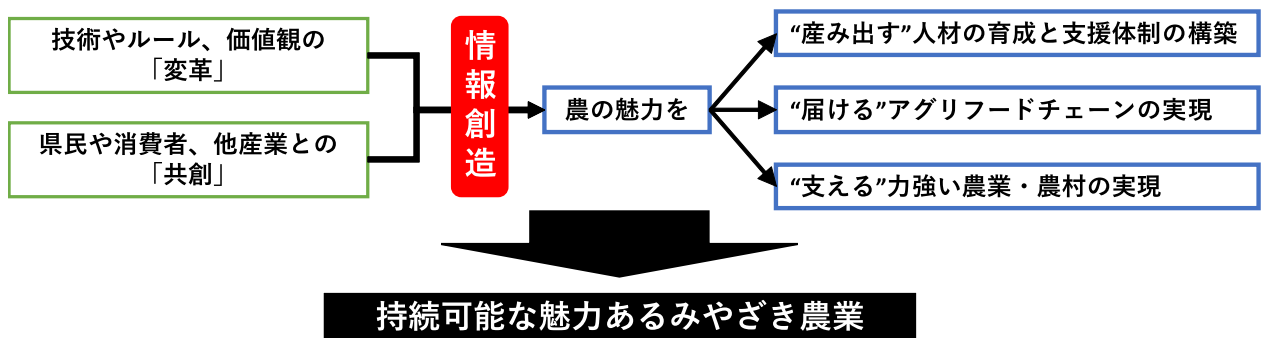 技術やルール、価値観の
「変革」
県民や消費者、他産業との
「共創」
情報創造
農の魅力を
“産み出す”人材の育成と支援体制の構築
“届ける”アグリフードチェーンの実現
“支える”力強い農業・農村の実現
持続可能な魅力あるみやざき農業